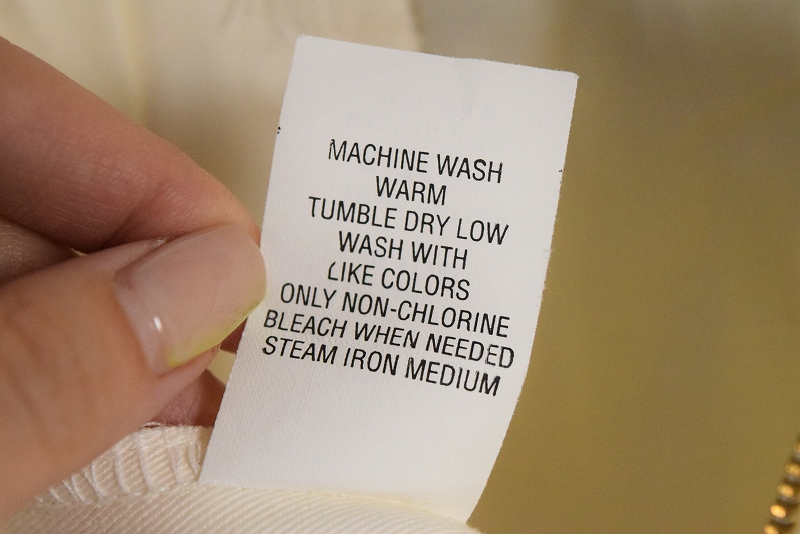 MACHINE WASH
WARM
TUMBLE DRY LOW
WASH WITH
LIKE COLORS
ONLY NON-CHLORINE
BLEACH WHEN NEEDED
STEAM IRON MEDIUM